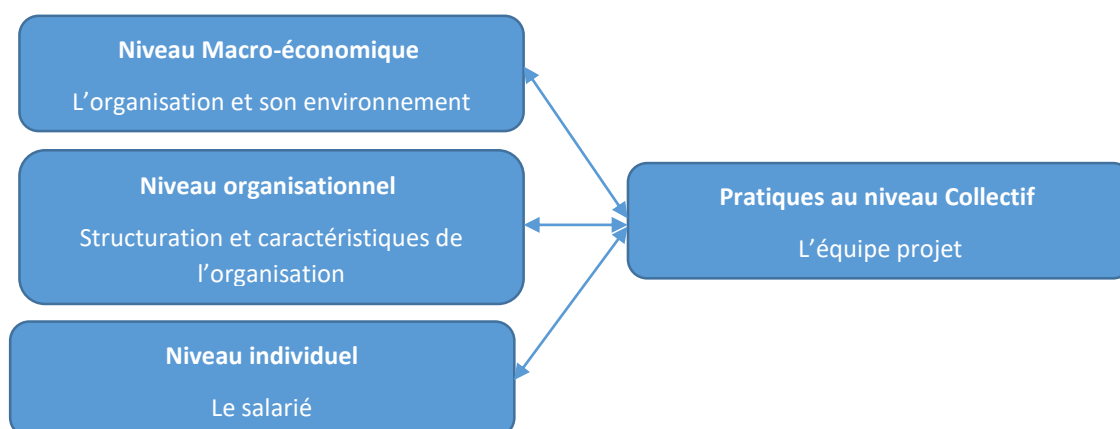 Niveau Macro-économique
L’organisation et son environnement
Niveau organisationnel
Structuration et caractéristiques de
l’organisation
Pratiques au niveau Collectif
L’équipe projet
Niveau individuel
Le salarié